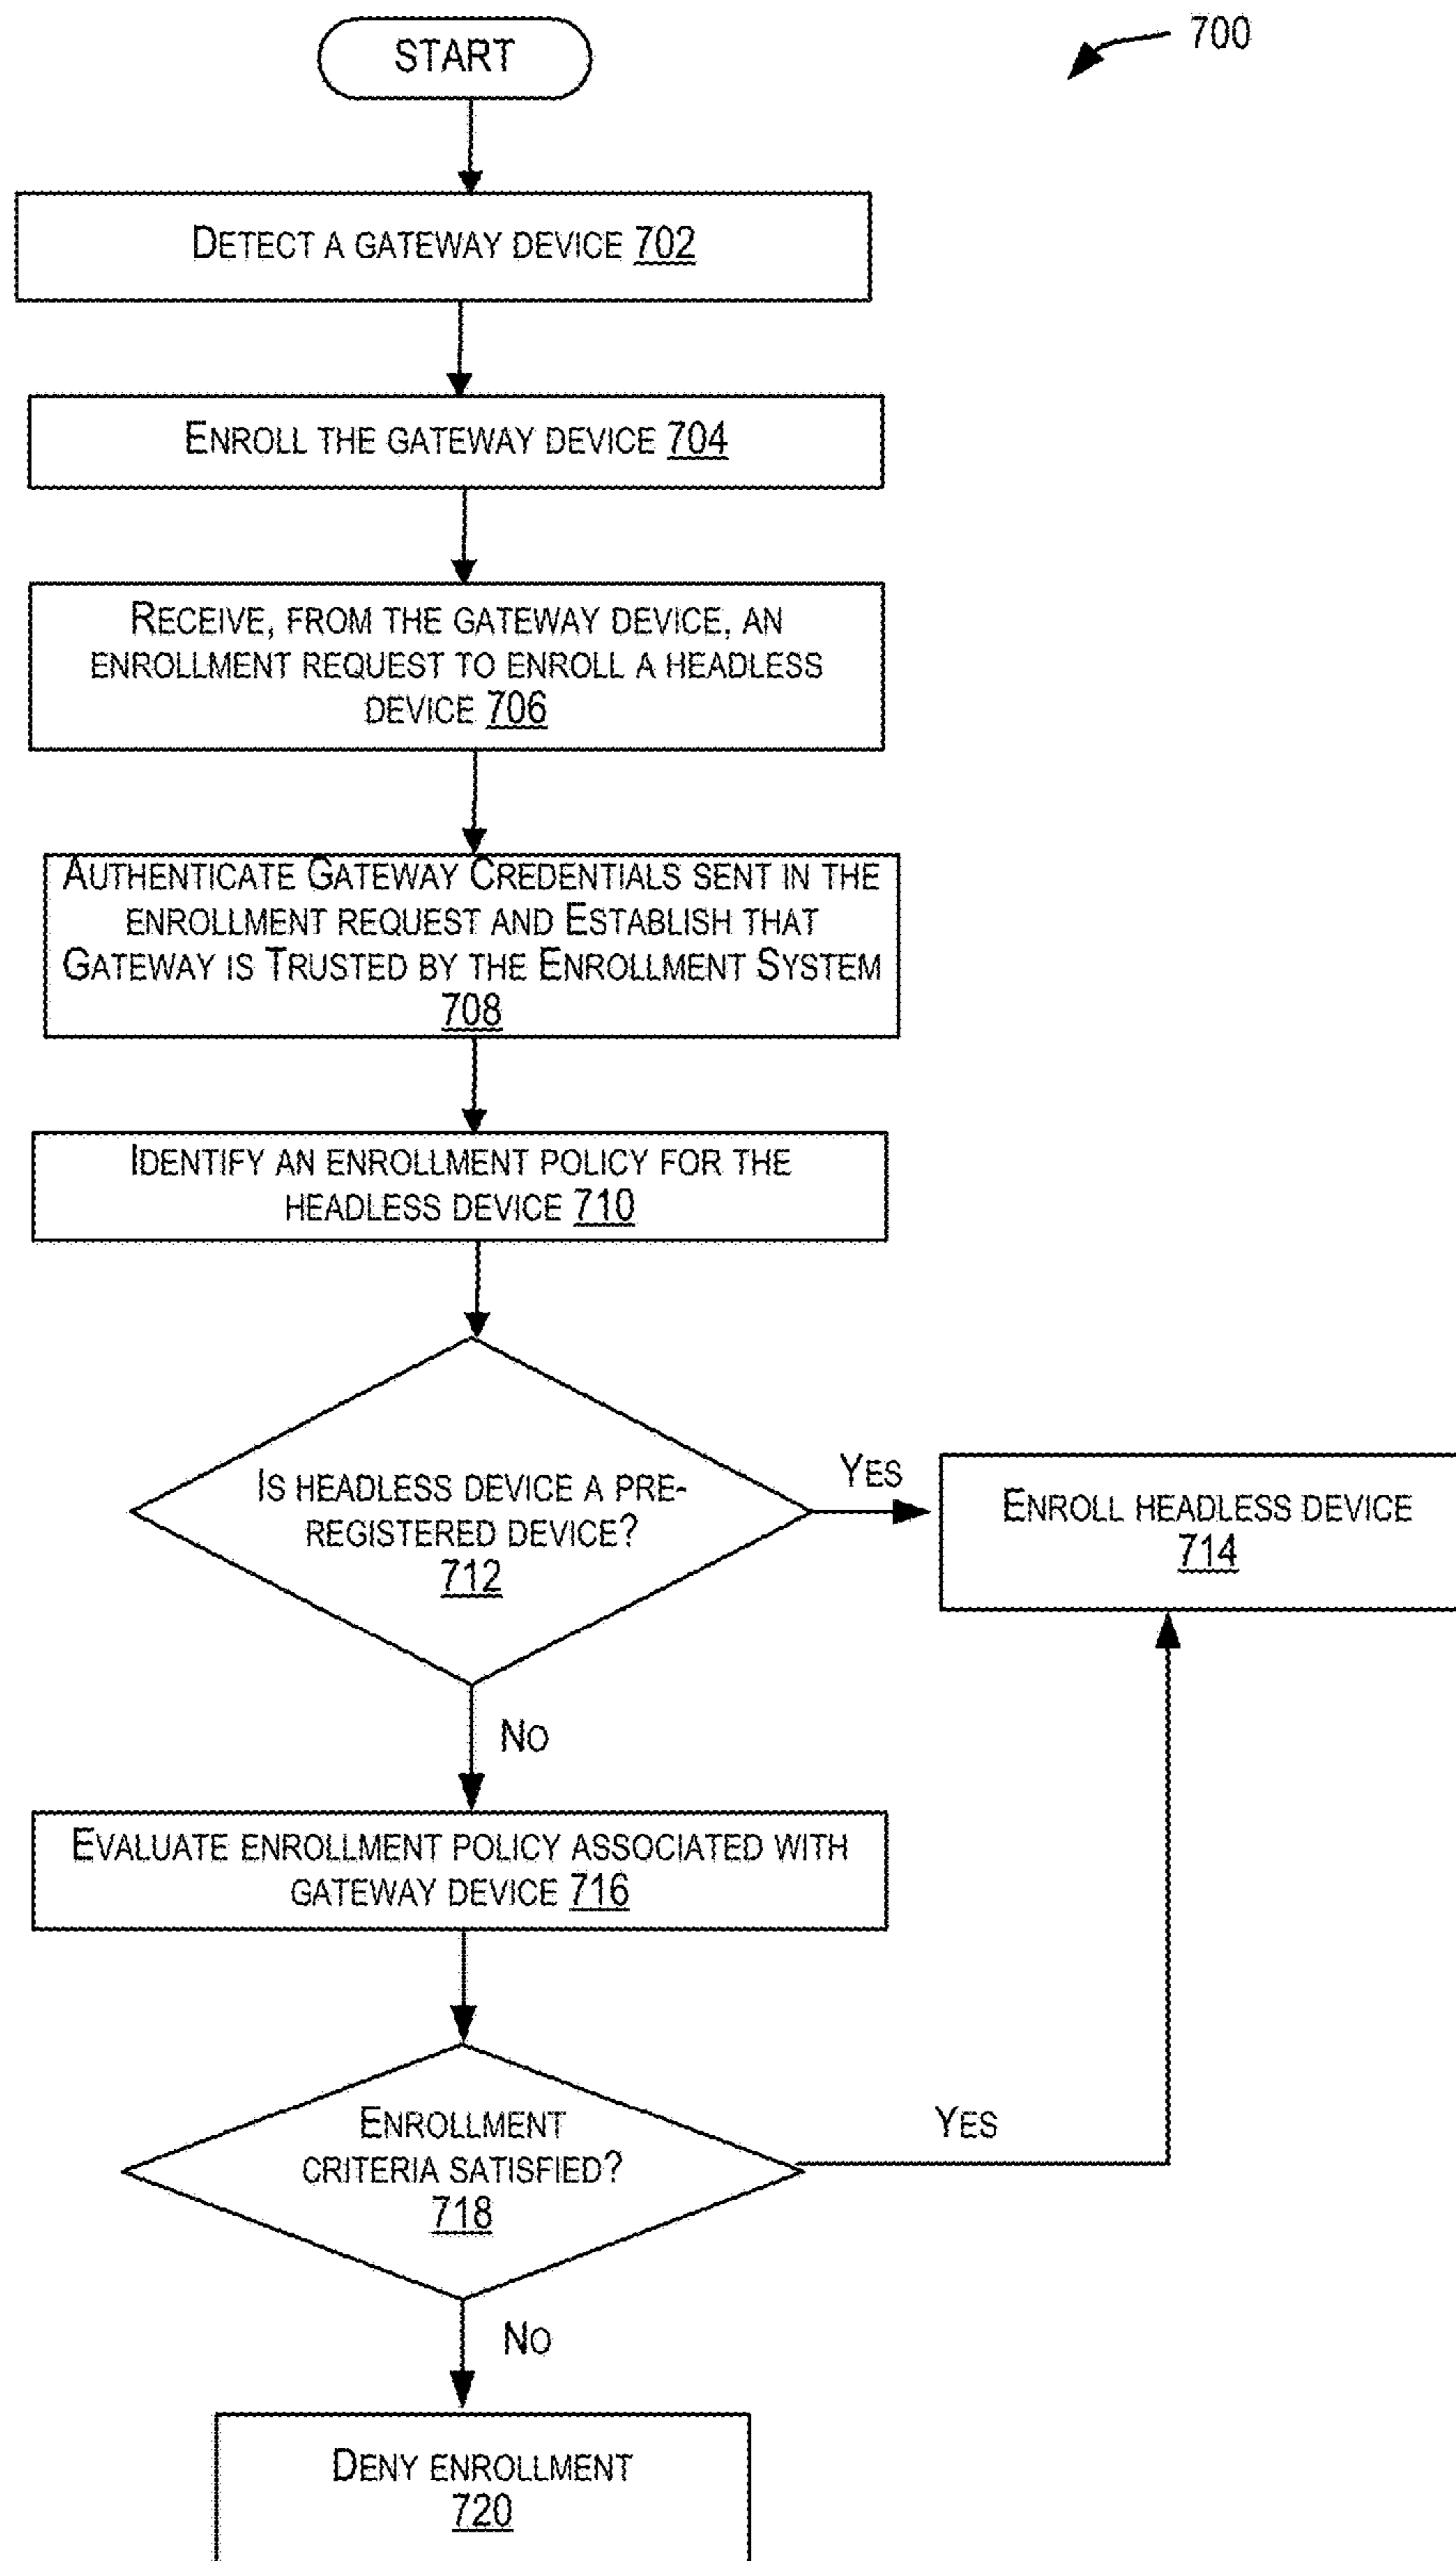 START
700
DETECT A GATEWAY DEVICE 702
ENROLL THE GATEWAY DEVICE 704
RECEIVE, FROM THE GATEWAY DEVICE, AN
ENROLLMENT REQUEST TO ENROLL A HEADLESS
DEVICE 706
AUTHENTICATE GATEWAY CREDENTIALS SENT IN THE
ENROLLMENT REQUEST AND ESTABLISH THAT
GATEWAY IS TRUSTED BY THE ENROLLMENT SYSTEM
708
IDENTIFY AN ENROLLMENT POLICY FOR THE
HEADLESS DEVICE 710
IS HEADLESS DEVICE A PRE-
REGISTERED DEVICE?
712
YES
ENROLL HEADLESS DEVICE
714
NO
EVALUATE ENROLLMENT POLICY ASSOCIATED WITH
GATEWAY DEVICE 716
ENROLLMENT
CRITERIA SATISFIED?
718
YES
NO
DENY ENROLLMENT
720